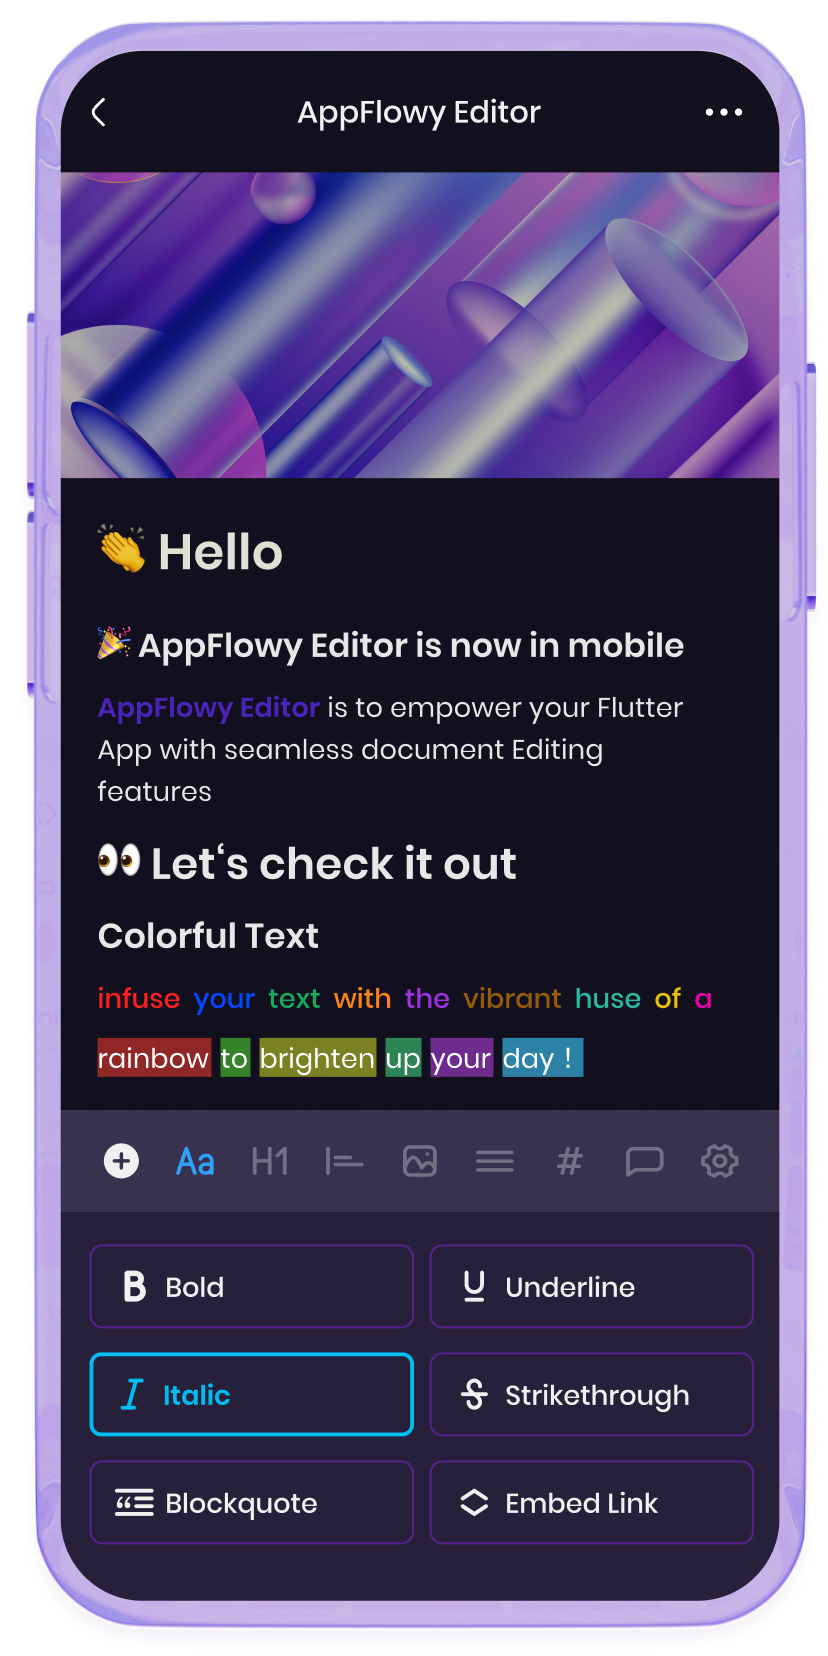 AppFlowy Editor
👏 Hello
🎉 AppFlowy Editor is now in mobile
AppFlowy Editor is to empower your Flutter
App with seamless document Editing
features
👀 Let‘s check it out
Colorful Text
infuse your text with the vibrant huse of a
rainbow to brighten up your day !
Aa H1 #
B Bold
U Underline
I Italic
S Strikethrough
“ Blockquote
Embed Link